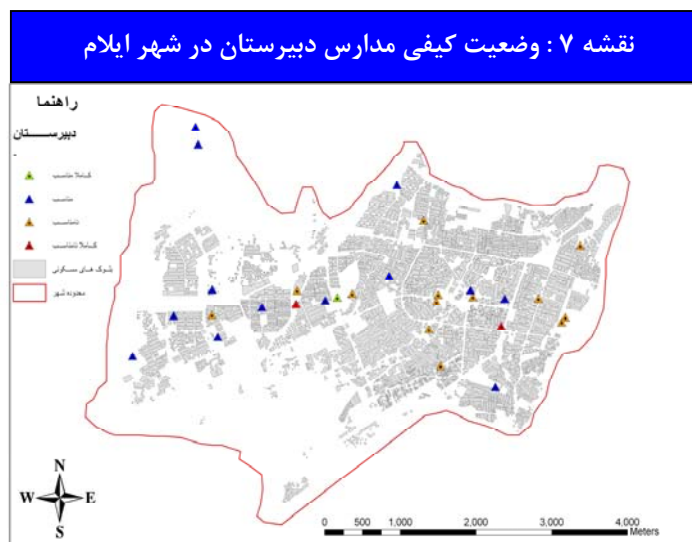 نقشه ۷ : وضعیت کیفی مدارس دبیرستان در شهر ایلام
راهنما
دبیرستان
-
کاملا مناسب
مناسب
نامناسب
کاملا نامناسب
بلوک های مسکونی
محدوده شهر
N
W E
S
0 500 1,000 2,000 3,000 4,000
Meters